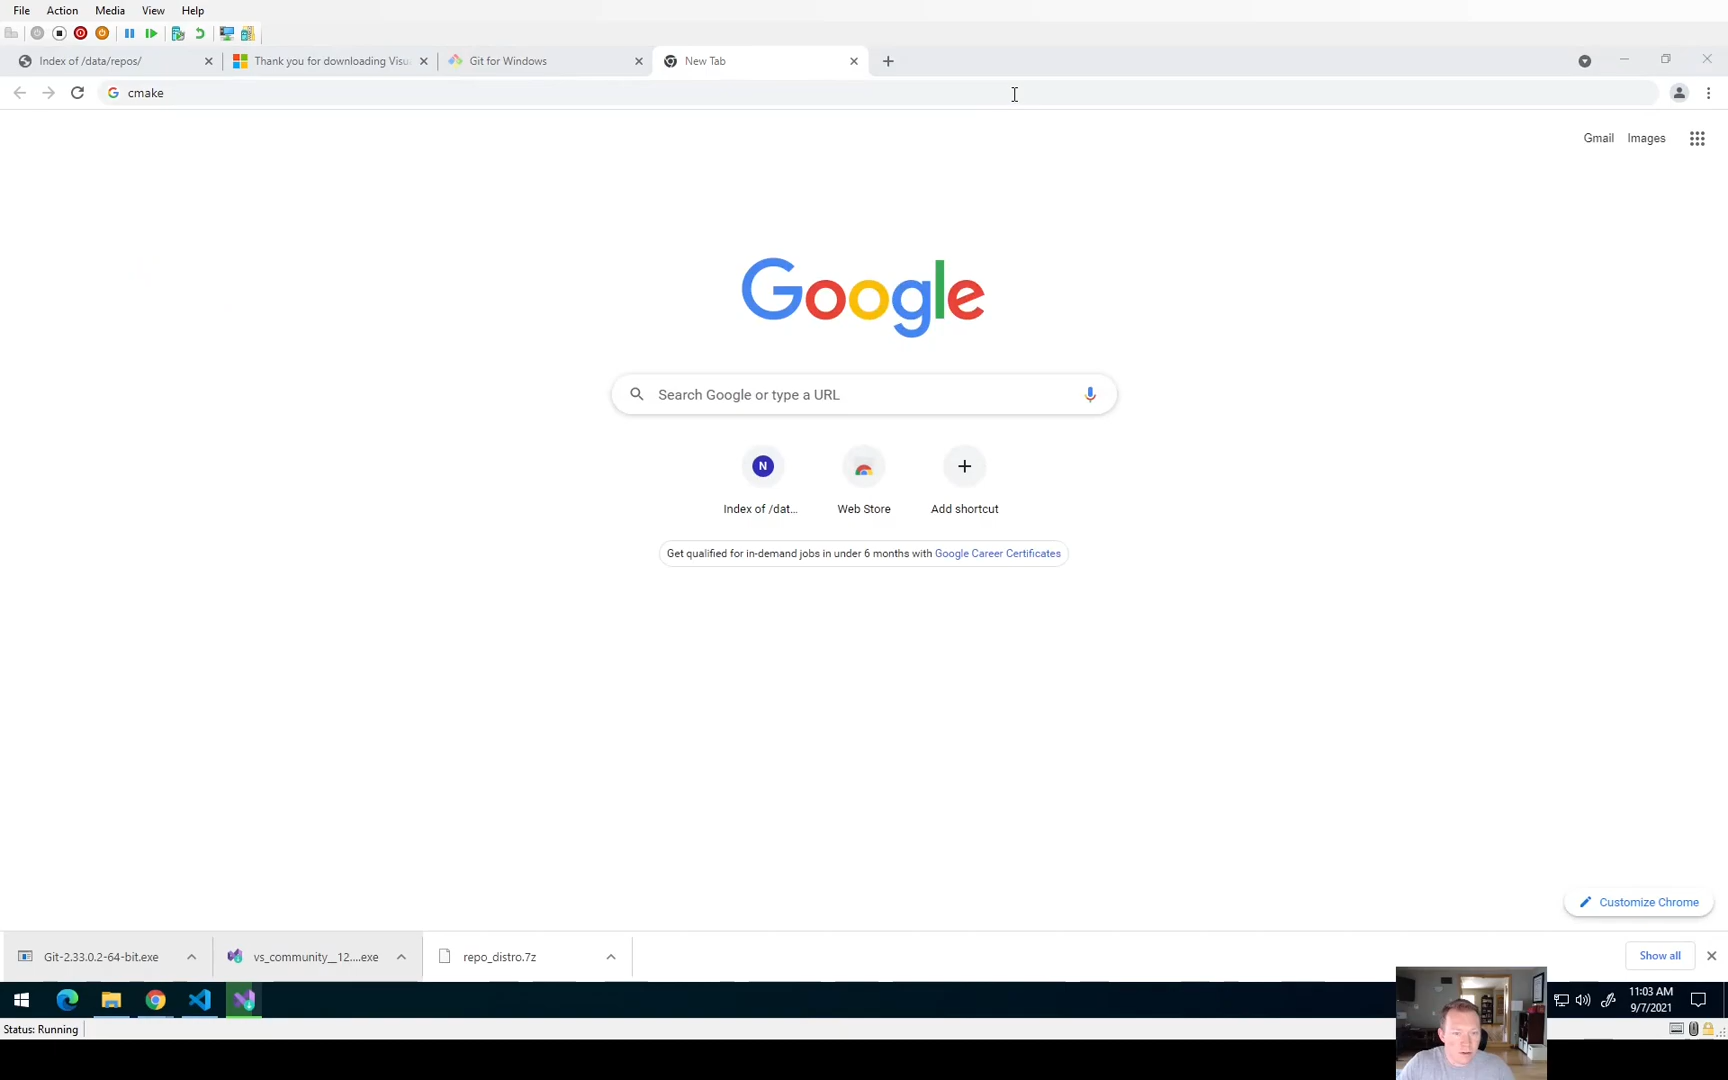 File Action Media View Help
Index of /data/repos/ Thank you for downloading Visu Git for Windows New Tab
cmake
Gmail Images
Google
Search Google or type a URL
N
Index of /dat... Web Store Add shortcut
Get qualified for in-demand jobs in under 6 months with Google Career Certificates
Customize Chrome
Git-2.33.0.2-64-bit.exe vs_community__12....exe repo_distro.7z Show all
11:03 AM
9/7/2021
Status: Running